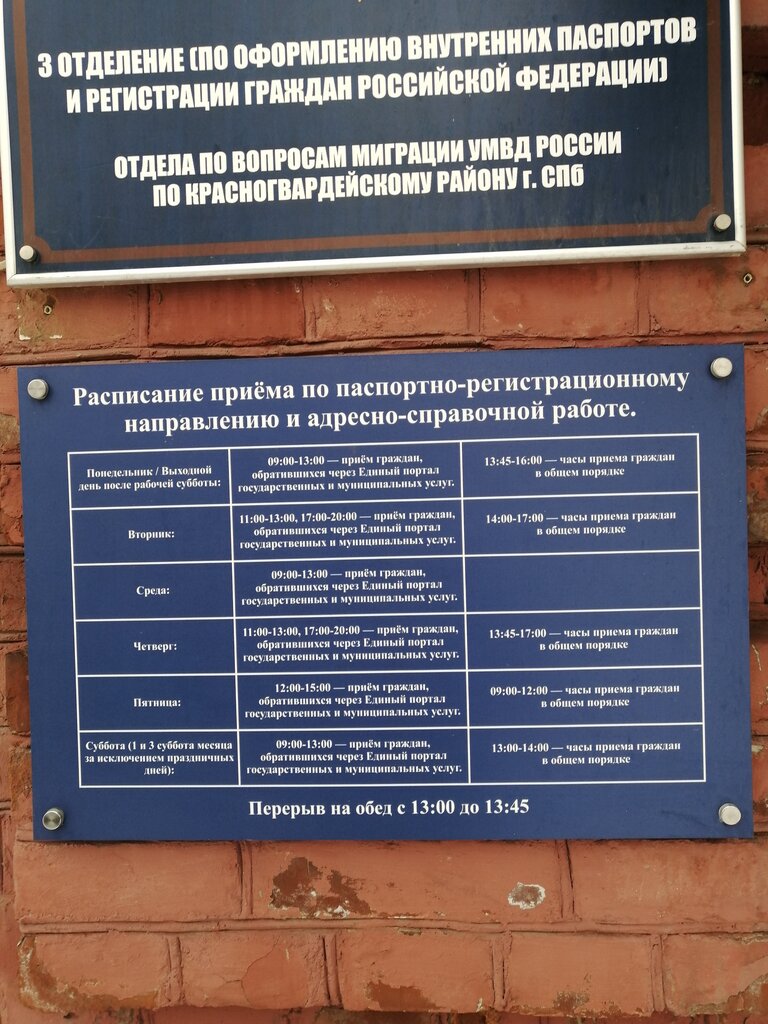 3 ОТДЕЛЕНИЕ (ПО ОФОРМЛЕНИЮ ВНУТРЕННИХ ПАСПОРТОВ
И РЕГИСТРАЦИИ ГРАЖДАН РОССИЙСКОЙ ФЕДЕРАЦИИ)
ОТДЕЛА ПО ВОПРОСАМ МИГРАЦИИ УМВД РОССИИ
ПО КРАСНОГВАРДЕЙСКОМУ РАЙОНУ г. СПб
Расписание приёма по паспортно-регистрационному
направлению и адресно-справочной работе.
Понедельник / Выходной
день после рабочей субботы:
09:00-13:00 — приём граждан,
обратившихся через Единый портал
государственных и муниципальных услуг.
13:45-16:00 — часы приема граждан
в общем порядке
Вторник:
11:00-13:00, 17:00-20:00 — приём граждан,
обратившихся через Единый портал
государственных и муниципальных услуг.
14:00-17:00 — часы приема граждан
в общем порядке
Среда:
09:00-13:00 — приём граждан,
обратившихся через Единый портал
государственных и муниципальных услуг.
Четверг:
11:00-13:00, 17:00-20:00 — приём граждан,
обратившихся через Единый портал
государственных и муниципальных услуг.
13:45-17:00 — часы приема граждан
в общем порядке
Пятница:
12:00-15:00 — приём граждан,
обратившихся через Единый портал
государственных и муниципальных услуг.
09:00-12:00 — часы приема граждан
в общем порядке
Суббота (1 и 3 суббота месяца
за исключением праздничных
дней):
09:00-13:00 — приём граждан,
обратившихся через Единый портал
государственных и муниципальных услуг.
13:00-14:00 — часы приема граждан
в общем порядке
Перерыв на обед с 13:00 до 13:45